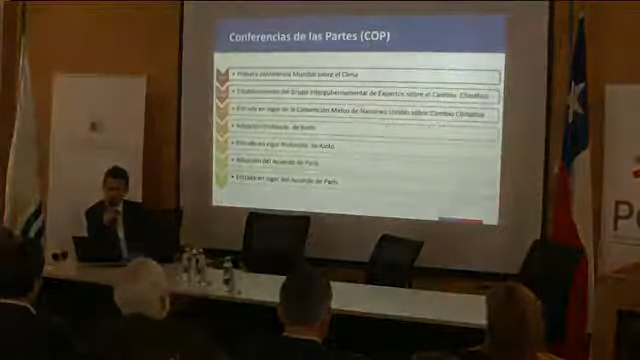 Conferencias de las Partes (COP)
• Primera conferencia Mundial sobre el Clima
• Establecimiento del Grupo Intergubernamental de Expertos sobre el Cambio Climático
• Entrada en vigor de la Convención Marco de Naciones Unidas sobre Cambio Climático
• Adopción Protocolo de Kioto
• Entrada en vigor Protocolo de Kioto
• Adopción del Acuerdo de París
• Entrada en vigor del Acuerdo de París